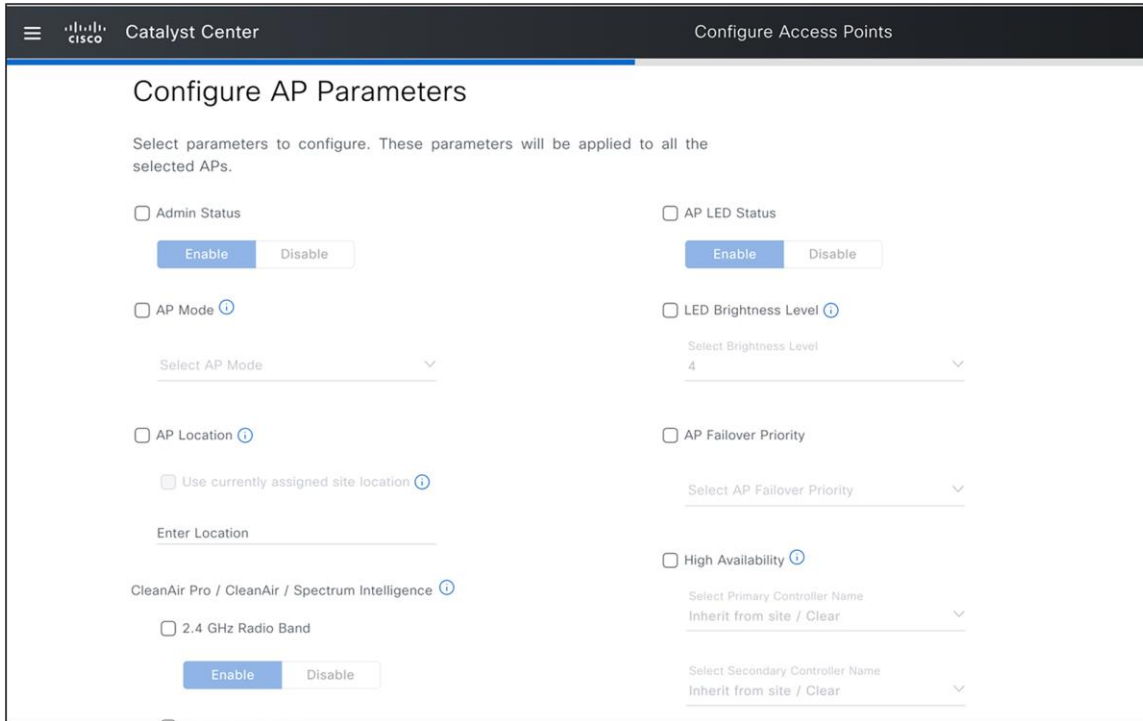 cisco Catalyst Center
Configure Access Points
Configure AP Parameters
Select parameters to configure. These parameters will be applied to all the
selected APs.
Admin Status
Enable Disable
AP Mode
Select AP Mode
AP Location
Use currently assigned site location
Enter Location
CleanAir Pro / CleanAir / Spectrum Intelligence
2.4 GHz Radio Band
Enable Disable
AP LED Status
Enable Disable
LED Brightness Level
Select Brightness Level
4
AP Failover Priority
Select AP Failover Priority
High Availability
Select Primary Controller Name
Inherit from site / Clear
Select Secondary Controller Name
Inherit from site / Clear